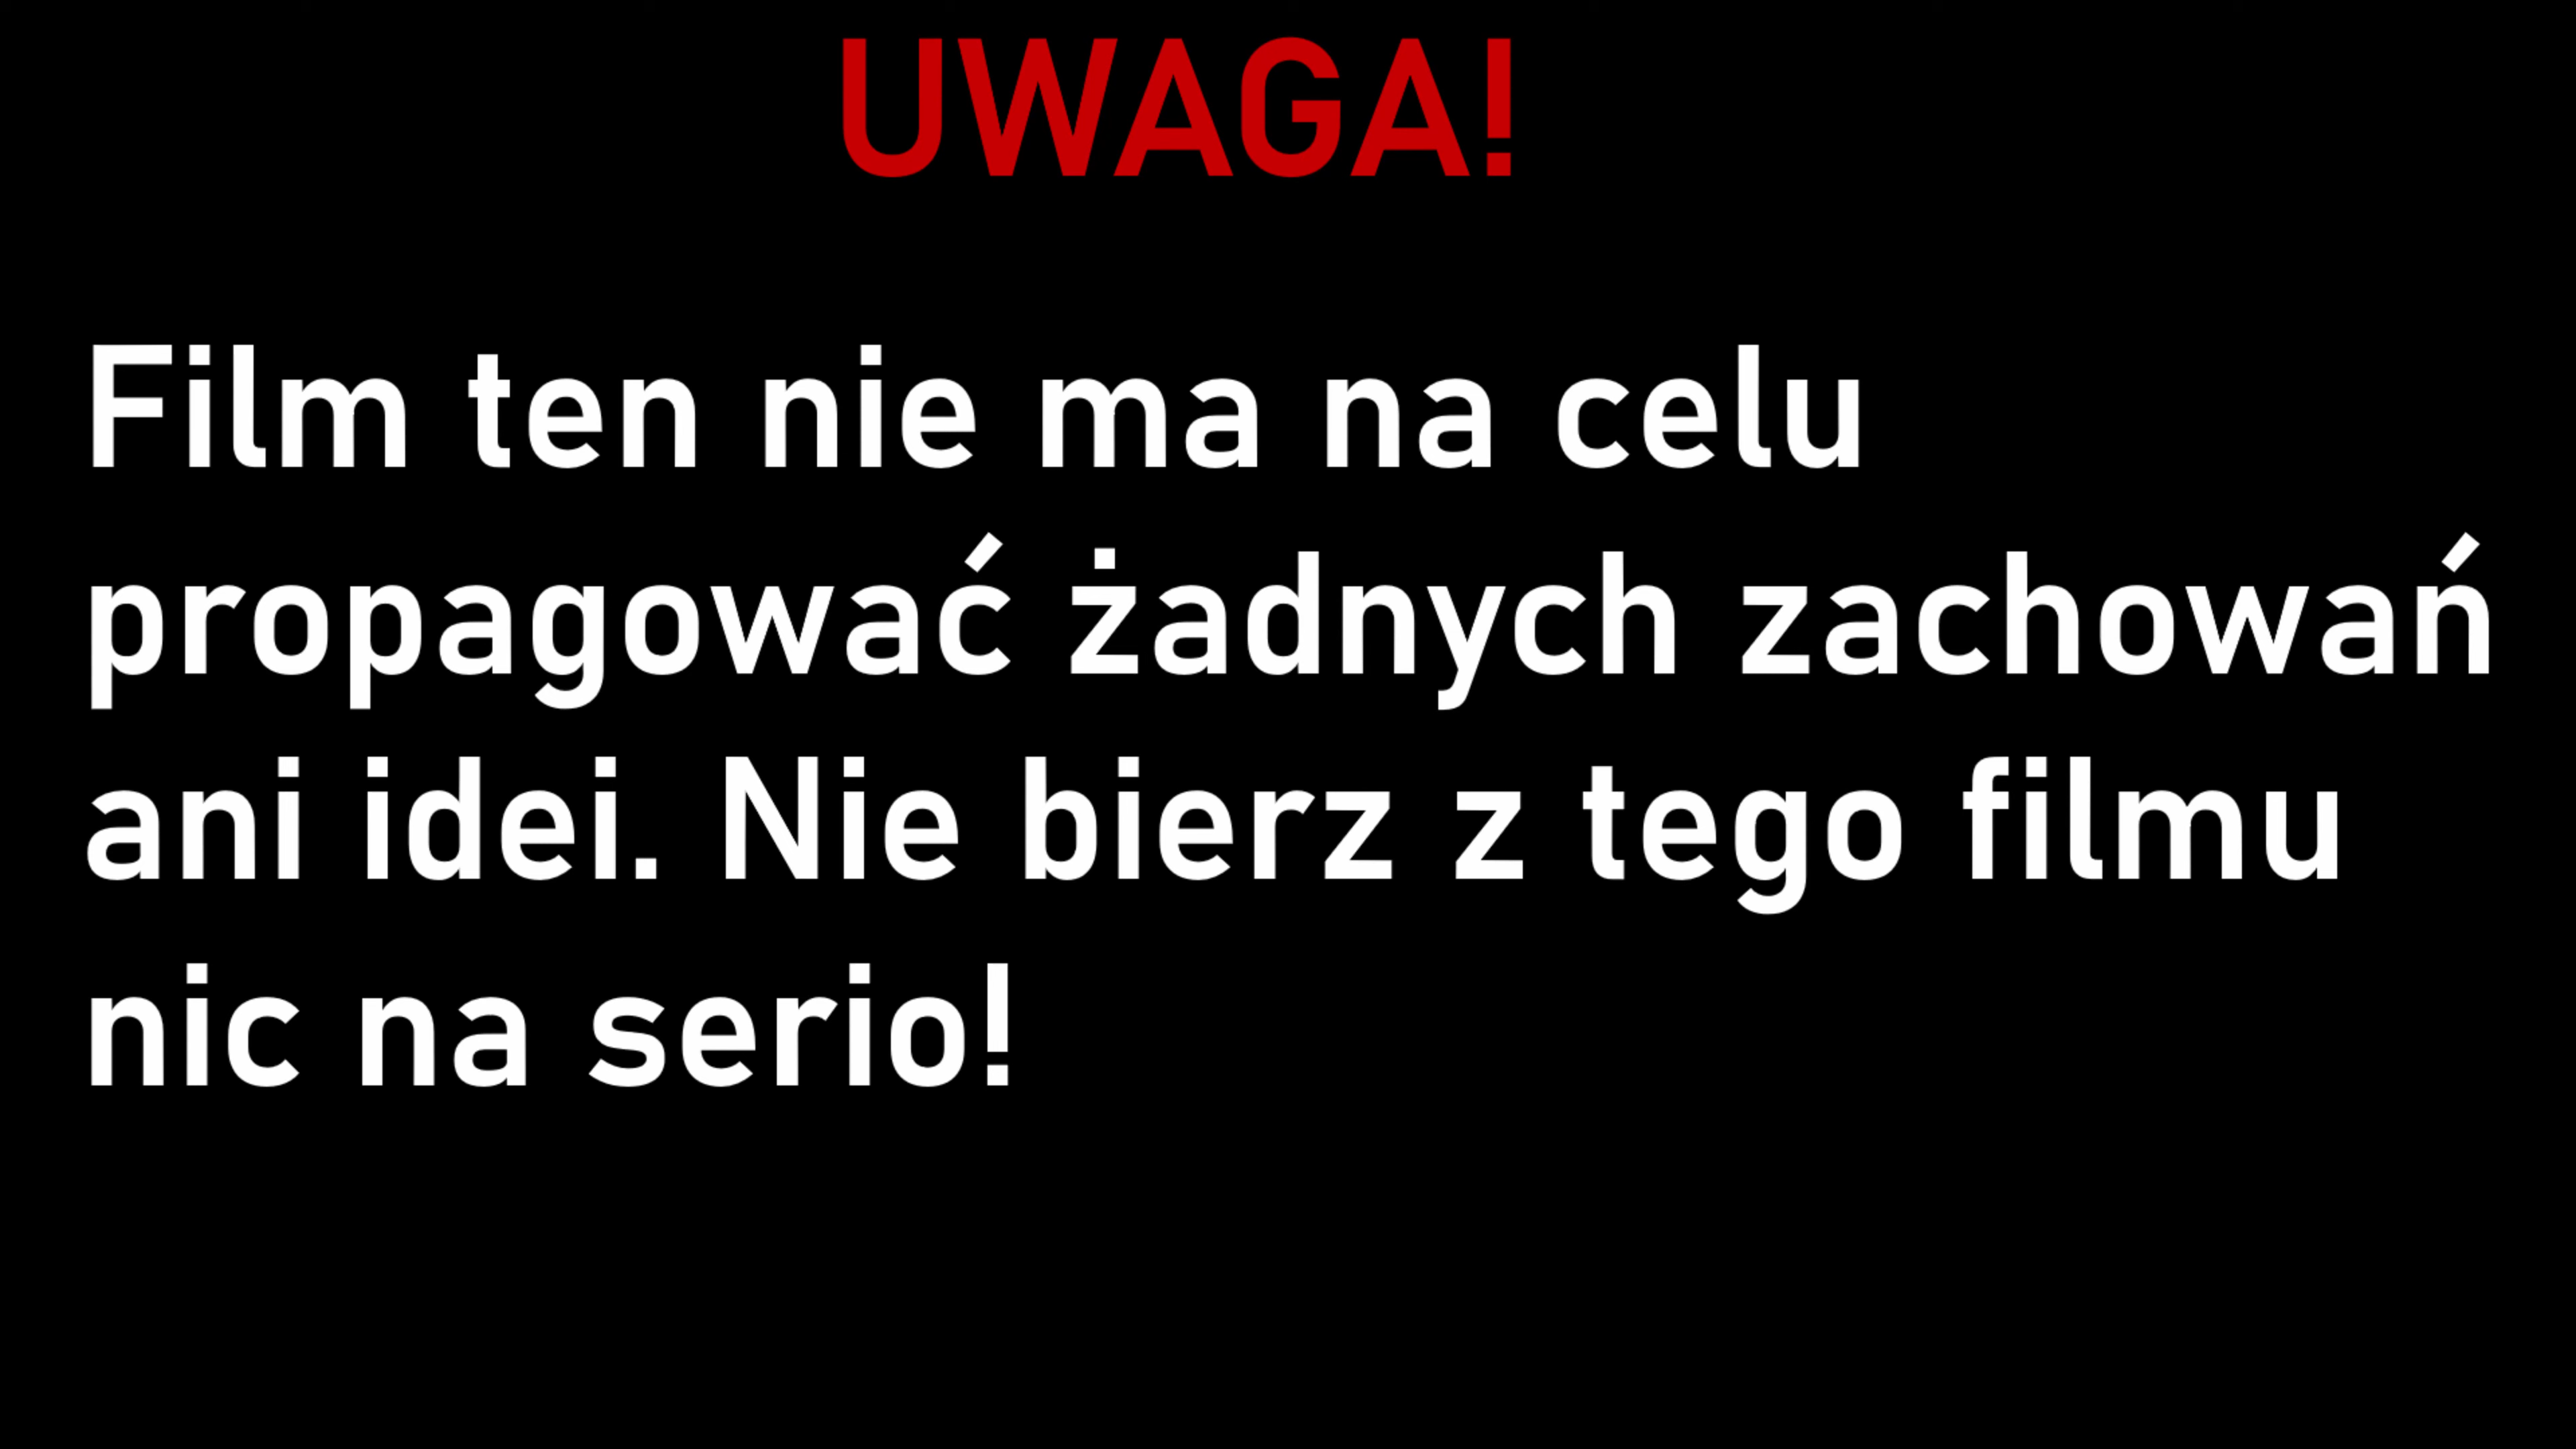 UWAGA!
Film ten nie ma na celu
propagować żadnych zachowań
ani idei. Nie bierz z tego filmu
nic na serio!